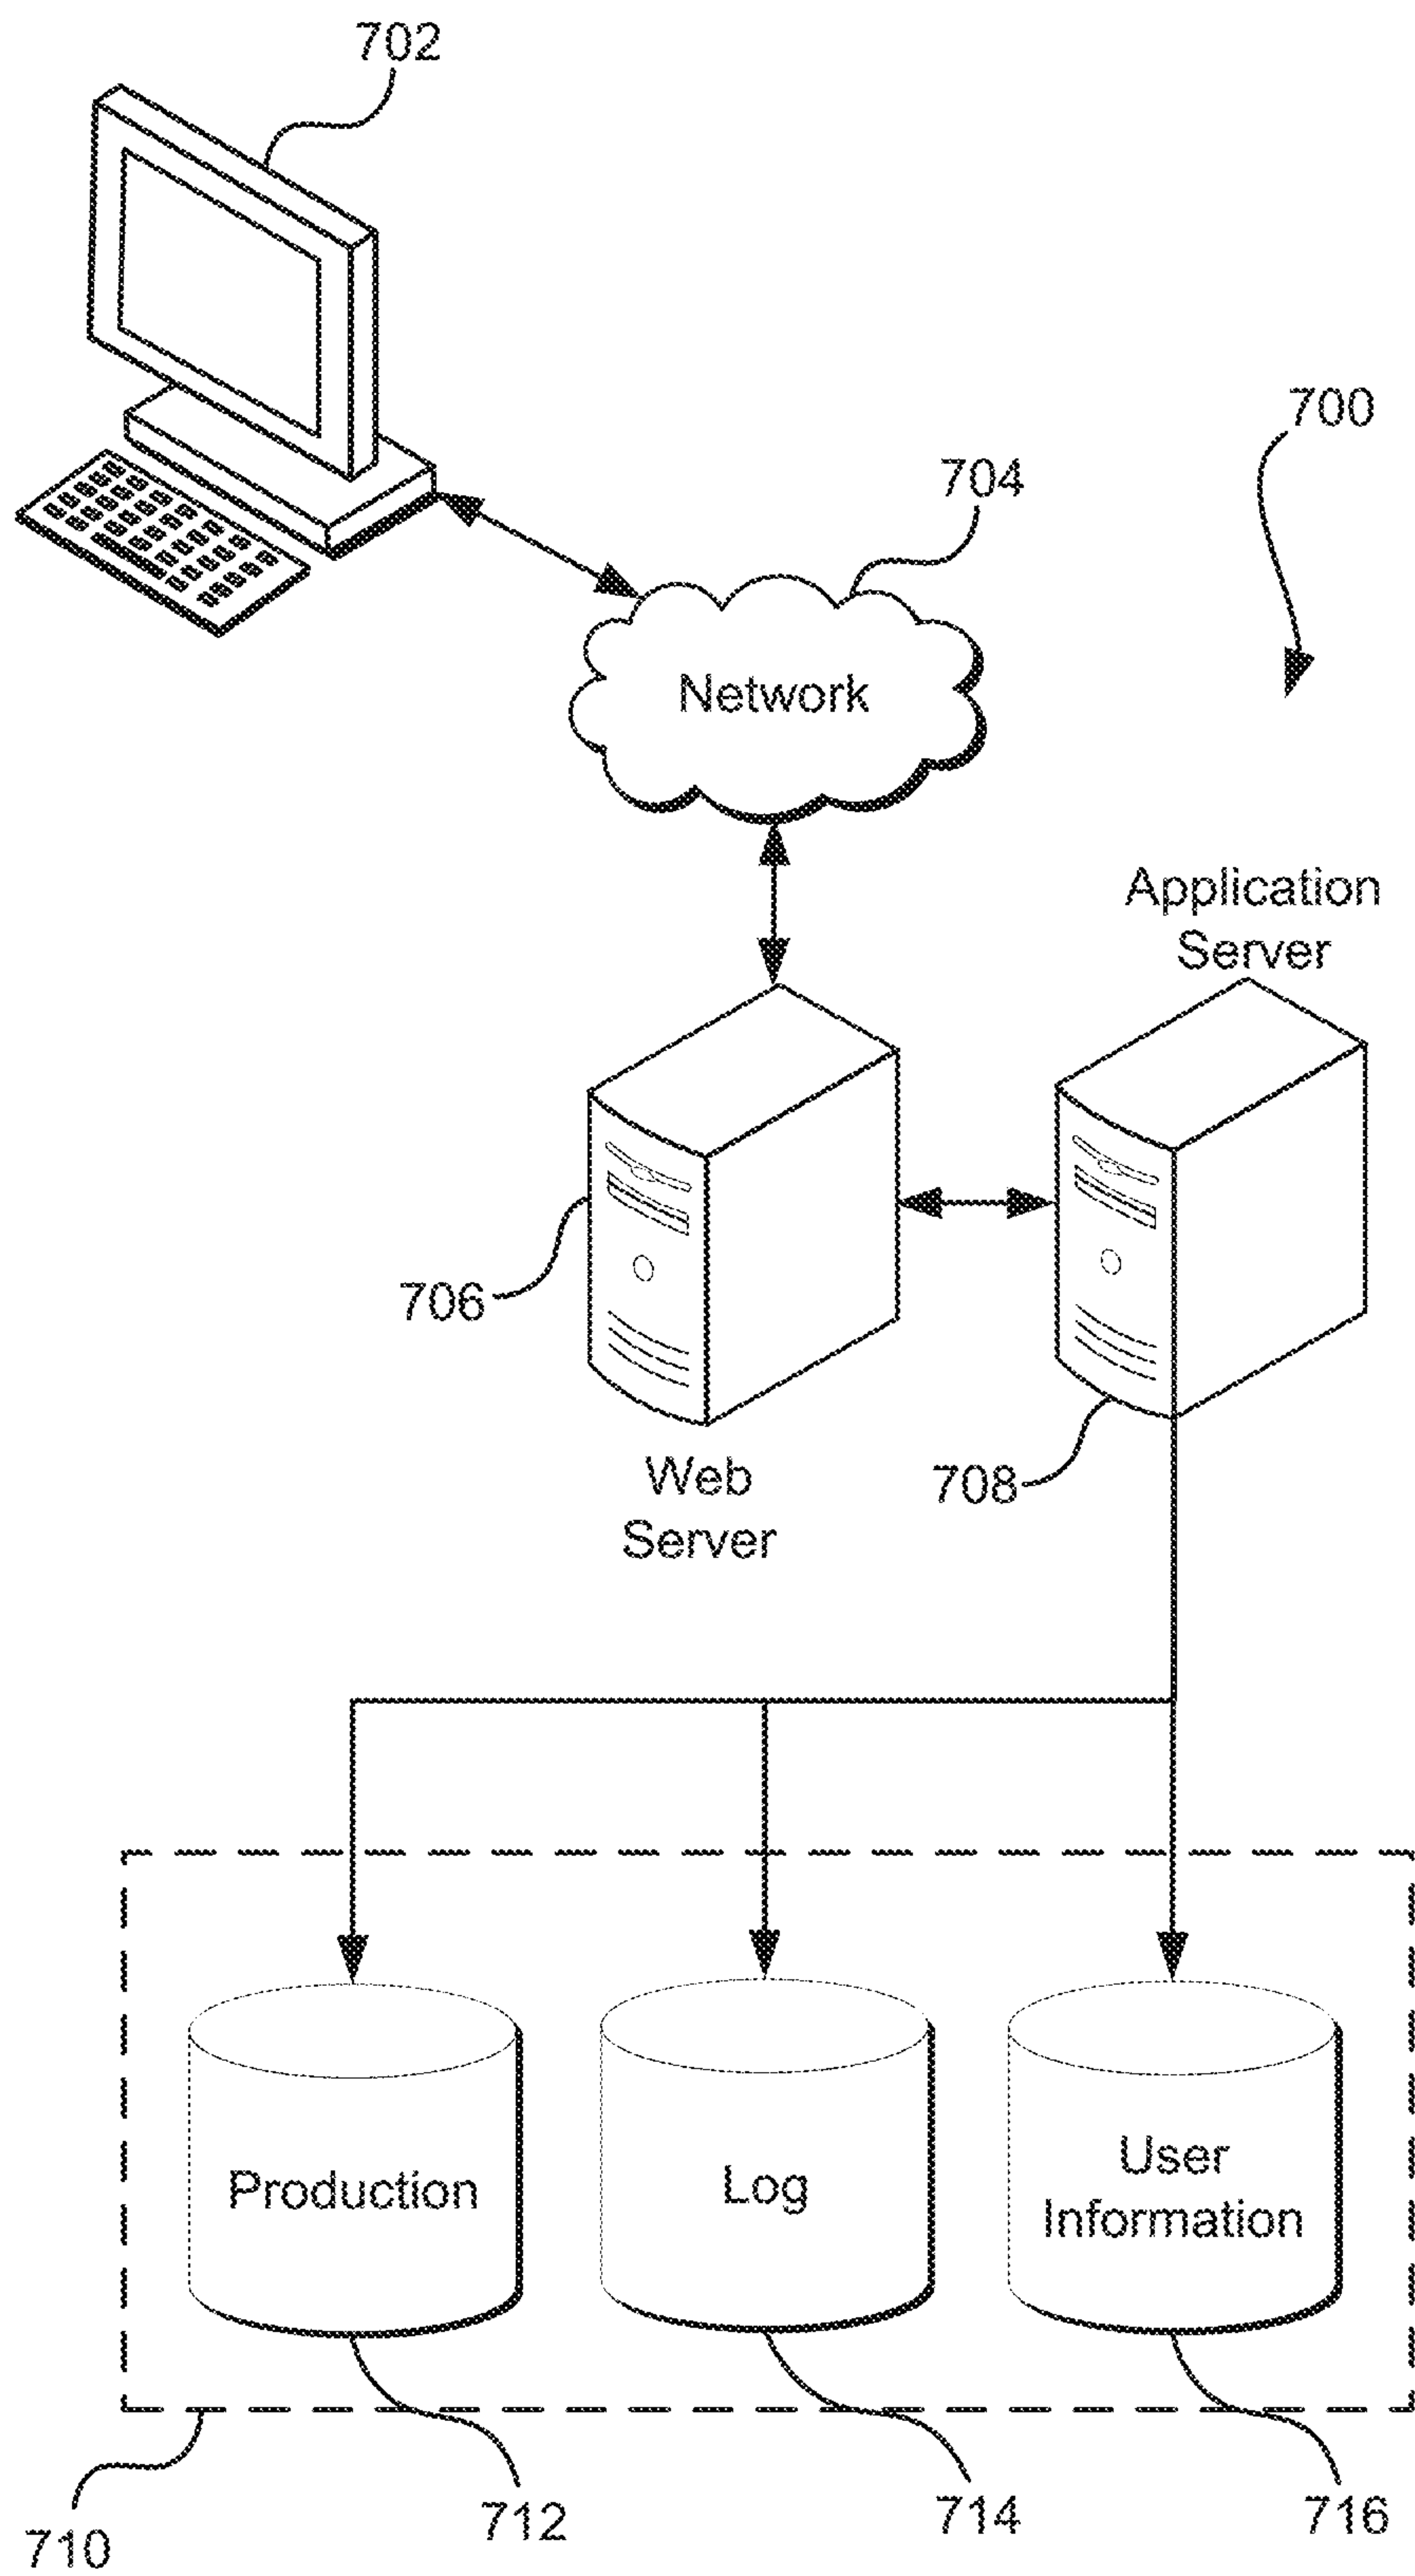 702
700
704
Network
Application
Server
706
708
Web
Server
Production
Log
User
Information
710
712
714
716